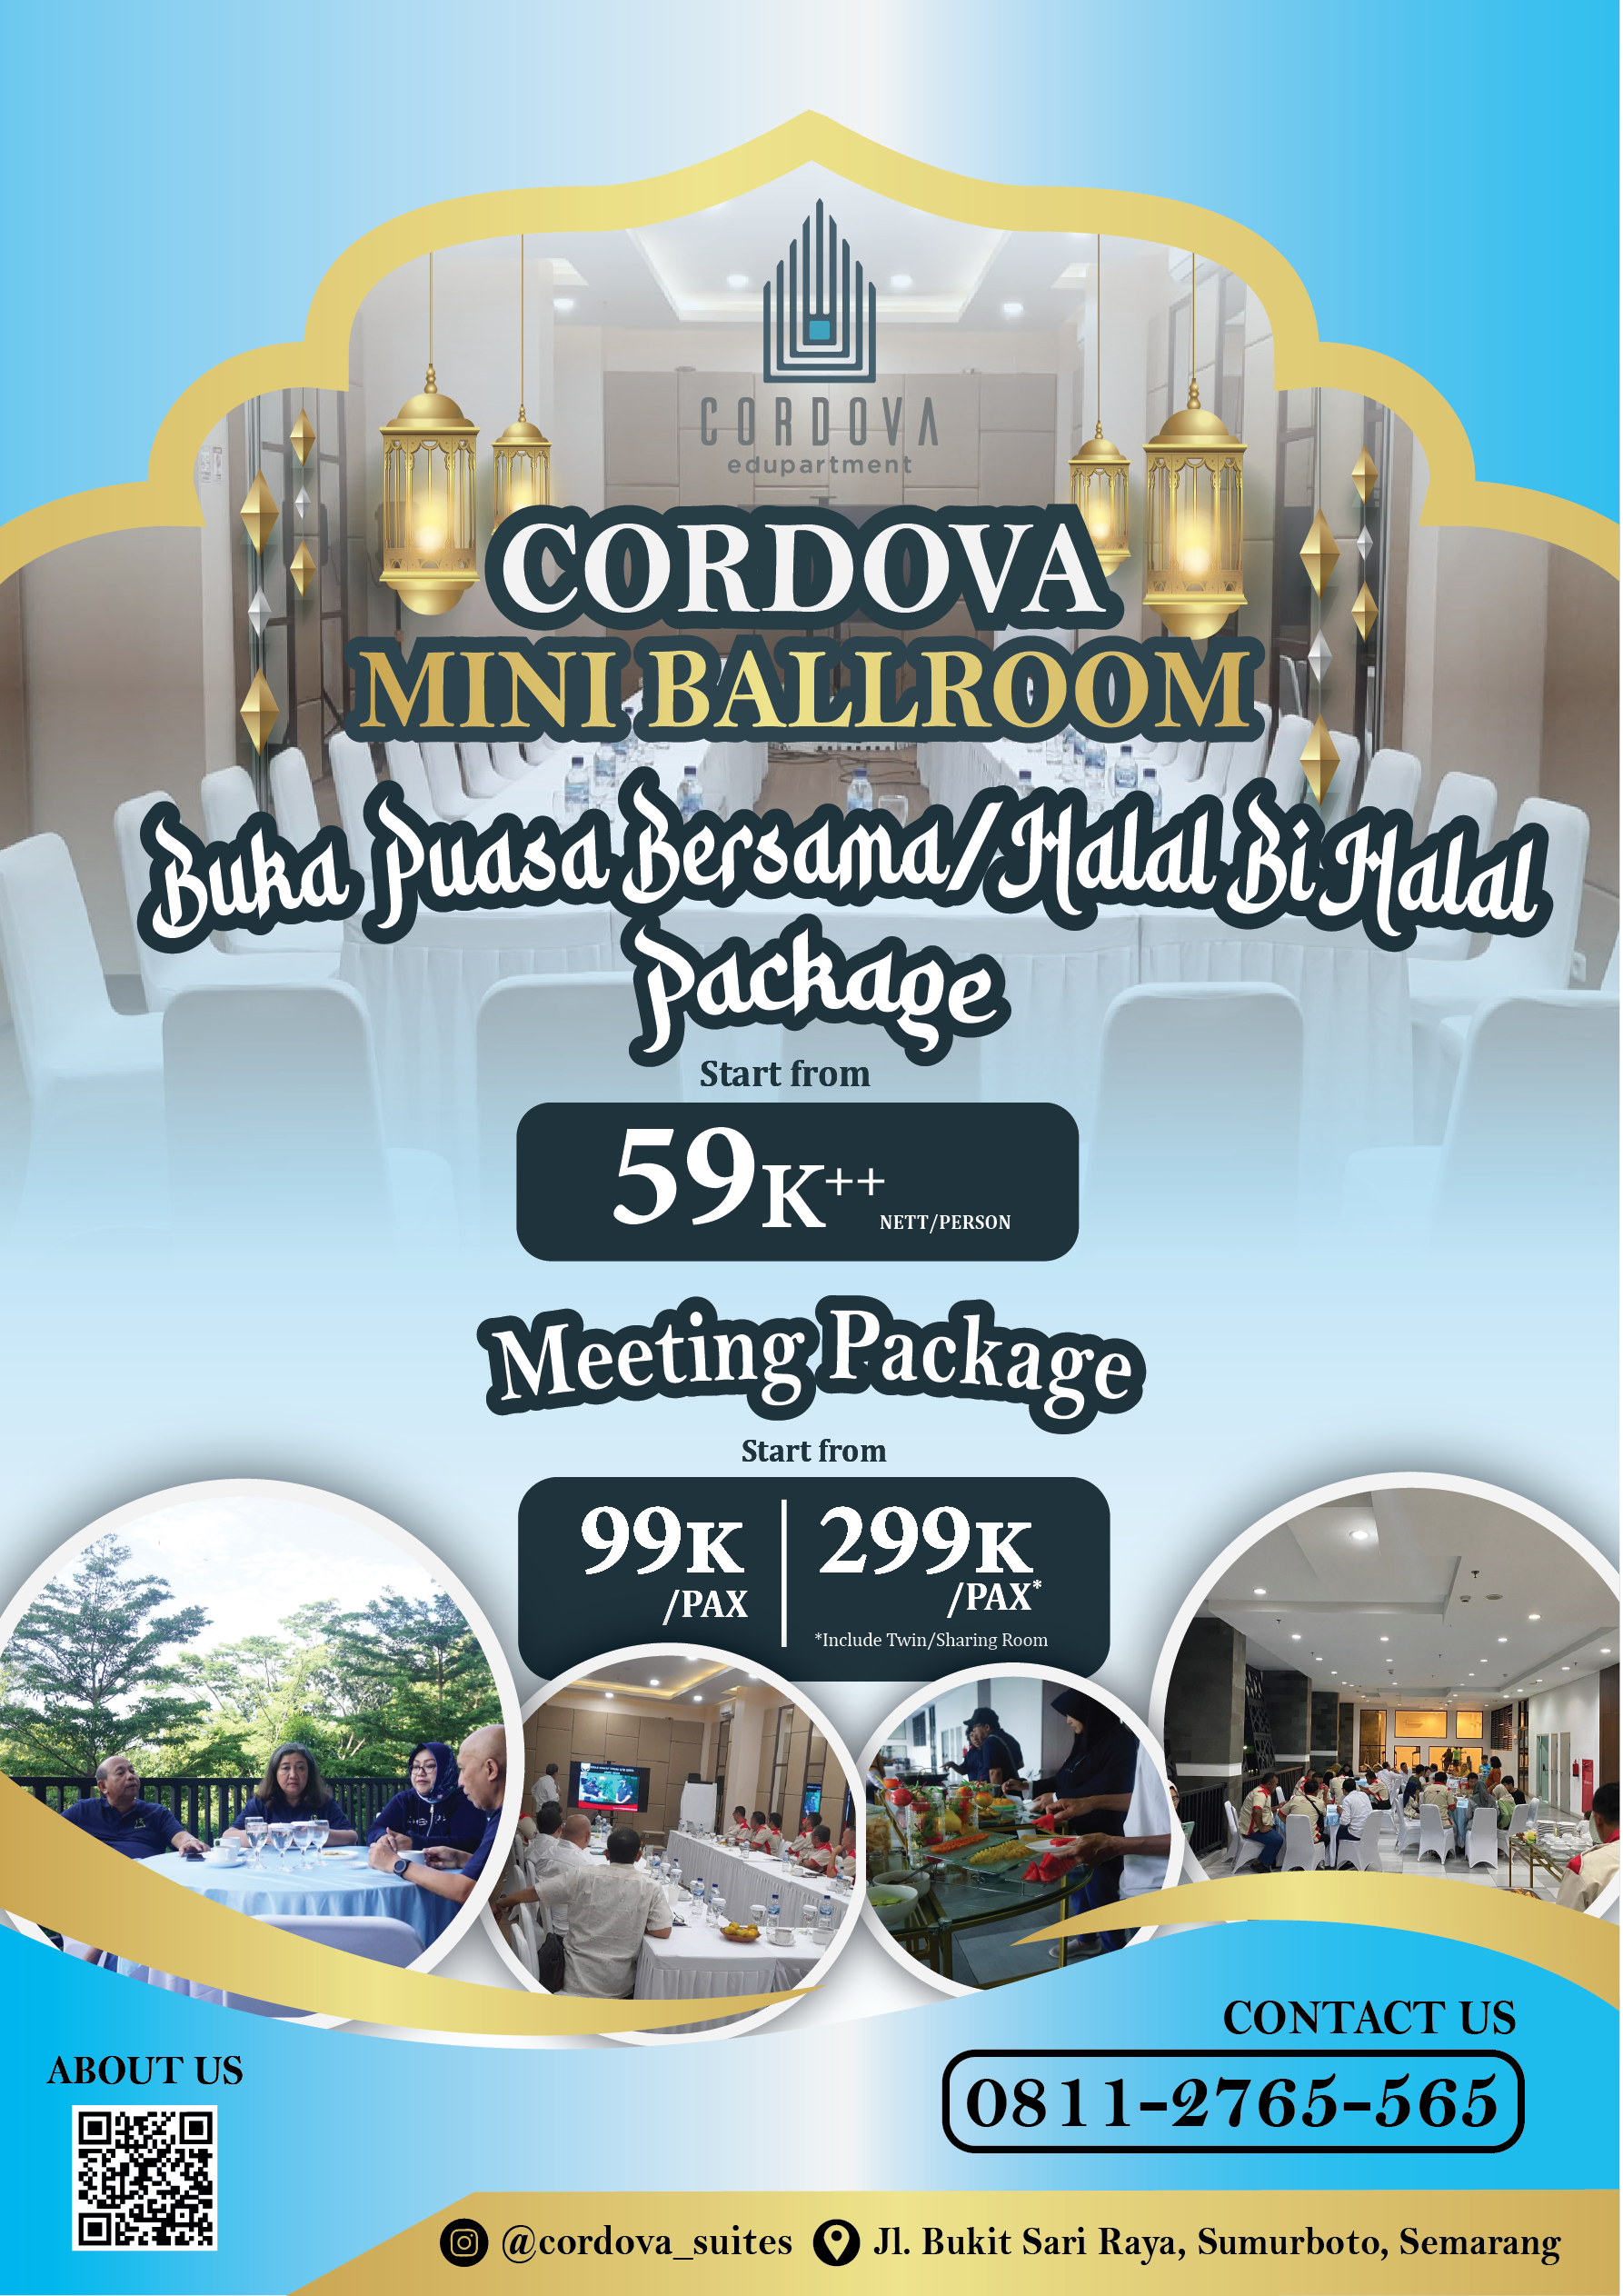 CORDOVA
edupartment
CORDOVA
MINI BALLROOM
Buka Puasa Bersama/Halal Bi Halal
Package
Start from
59K++
NETT/PERSON
Meeting Package
Start from
99K
/PAX
299K
/PAX*
*Include Twin/Sharing Room
CONTACT US
0811-2765-565
ABOUT US
@cordova_suites
Jl. Bukit Sari Raya, Sumurboto, Semarang